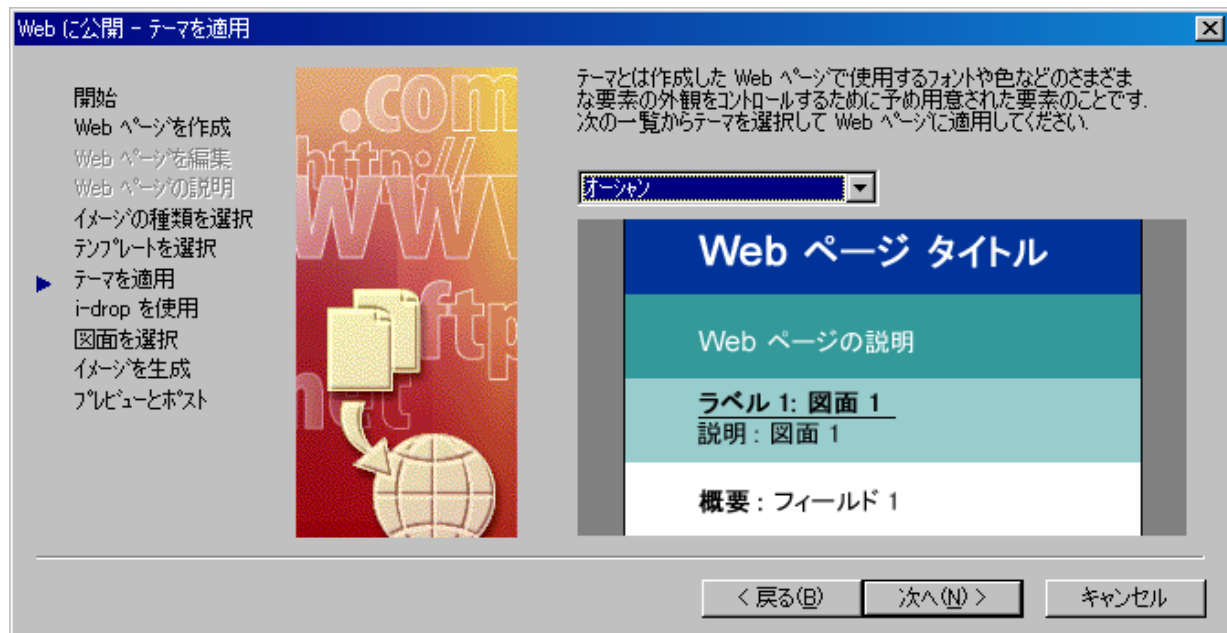 Web に公開 - テーマを適用
開始
Web ページを作成
Web ページを編集
Web ページの説明
イメージの種類を選択
テンプレートを選択
テーマを適用
i-drop を使用
図面を選択
イメージを生成
プレビューとポスト
.com
http://
WWW
ftp
net
テーマとは作成した Web ページで使用するフォントや色などのさまざま
な要素の外観をコントロールするために予め用意された要素のことです.
次の一覧からテーマを選択して Web ページに適用してください.
オーシャン
Web ページ タイトル
Web ページの説明
ラベル 1: 図面 1
説明 : 図面 1
概要 : フィールド 1
< 戻る(B)
次へ(N) >
キャンセル